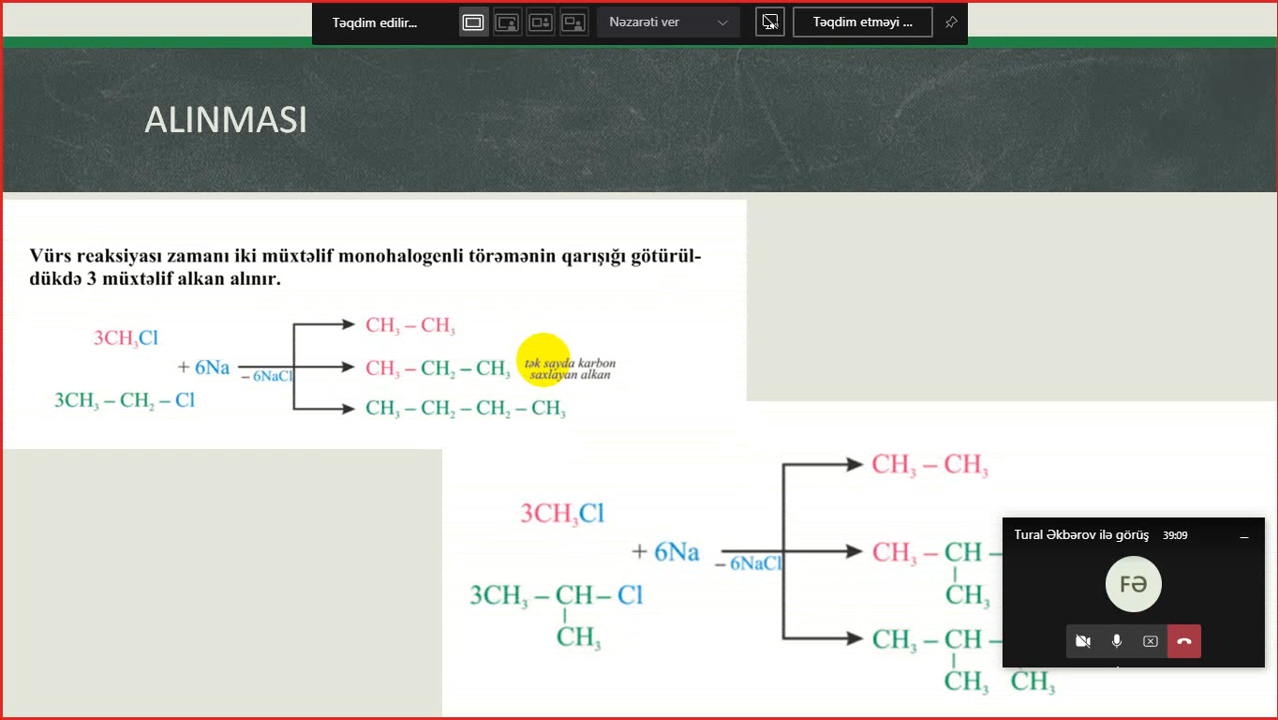 Təqdim edilir...
Nəzarəti ver
Təqdim etməyi ...
ALINMASI
Vürs reaksiyası zamanı iki müxtəlif monohalogenli törəmənin qarışığı götürül-
dükdə 3 müxtəlif alkan alınır.
3CH₃Cl
+ 6Na
– 6NaCl
3CH₃ – CH₂ – Cl
CH₃ – CH₃
CH₃ – CH₂ – CH₃
tək sayda karbon
saxlayan alkan
CH₃ – CH₂ – CH₂ – CH₃
3CH₃Cl
+ 6Na
– 6NaCl
3CH₃ – CH – Cl
CH₃
CH₃ – CH₃
CH₃ – CH –
CH₃
CH₃ – CH –
CH₃ CH₃
Tural Əkbərov ilə görüş 39:09
FƏ